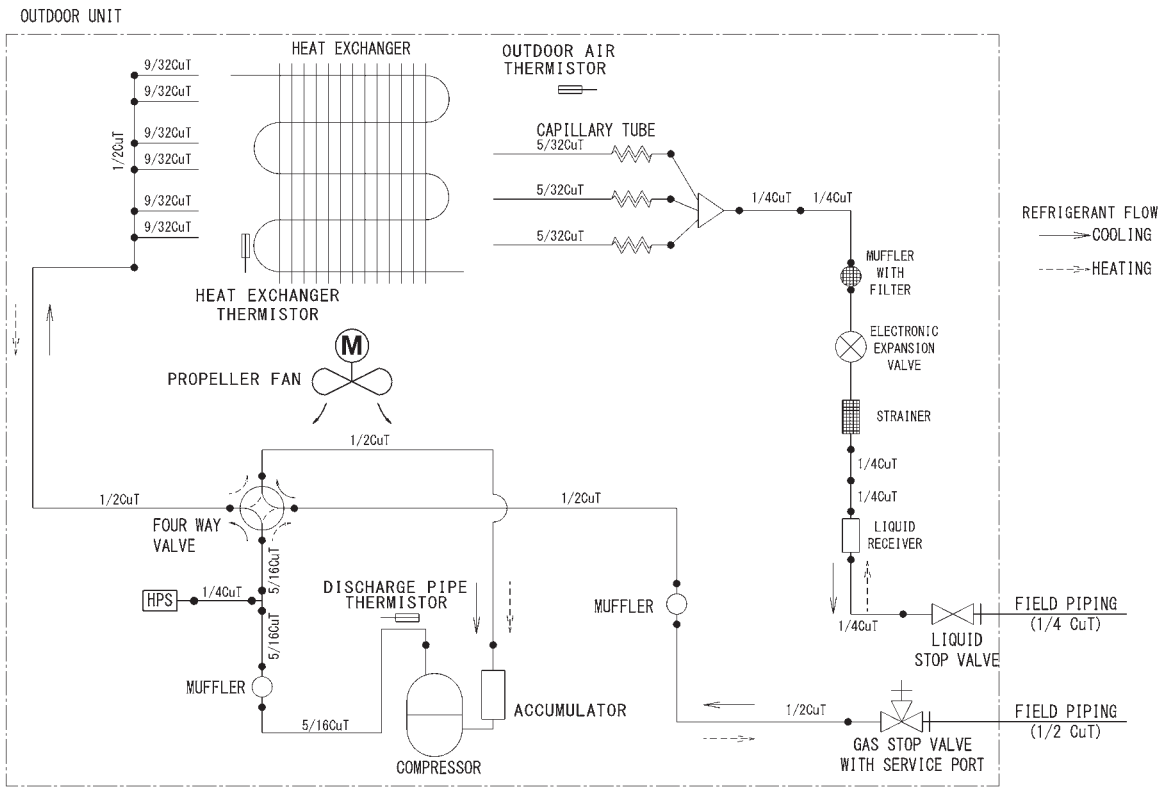 OUTDOOR UNIT
HEAT EXCHANGER
OUTDOOR AIR
THERMISTOR
9/32CuT
9/32CuT
9/32CuT
9/32CuT
9/32CuT
9/32CuT
1/2CuT
CAPILLARY TUBE
5/32CuT
5/32CuT
5/32CuT
1/4CuT
1/4CuT
REFRIGERANT FLOW
COOLING
HEATING
MUFFLER
WITH
FILTER
HEAT EXCHANGER
THERMISTOR
ELECTRONIC
EXPANSION
VALVE
M
PROPELLER FAN
STRAINER
1/2CuT
1/4CuT
1/4CuT
1/2CuT
1/2CuT
FOUR WAY
VALVE
LIQUID
RECEIVER
5/16CuT
HPS
1/4CuT
DISCHARGE PIPE
THERMISTOR
MUFFLER
5/16CuT
1/4CuT
FIELD PIPING
(1/4 CuT)
LIQUID
STOP VALVE
MUFFLER
5/16CuT
ACCUMULATOR
COMPRESSOR
1/2CuT
FIELD PIPING
(1/2 CuT)
GAS STOP VALVE
WITH SERVICE PORT